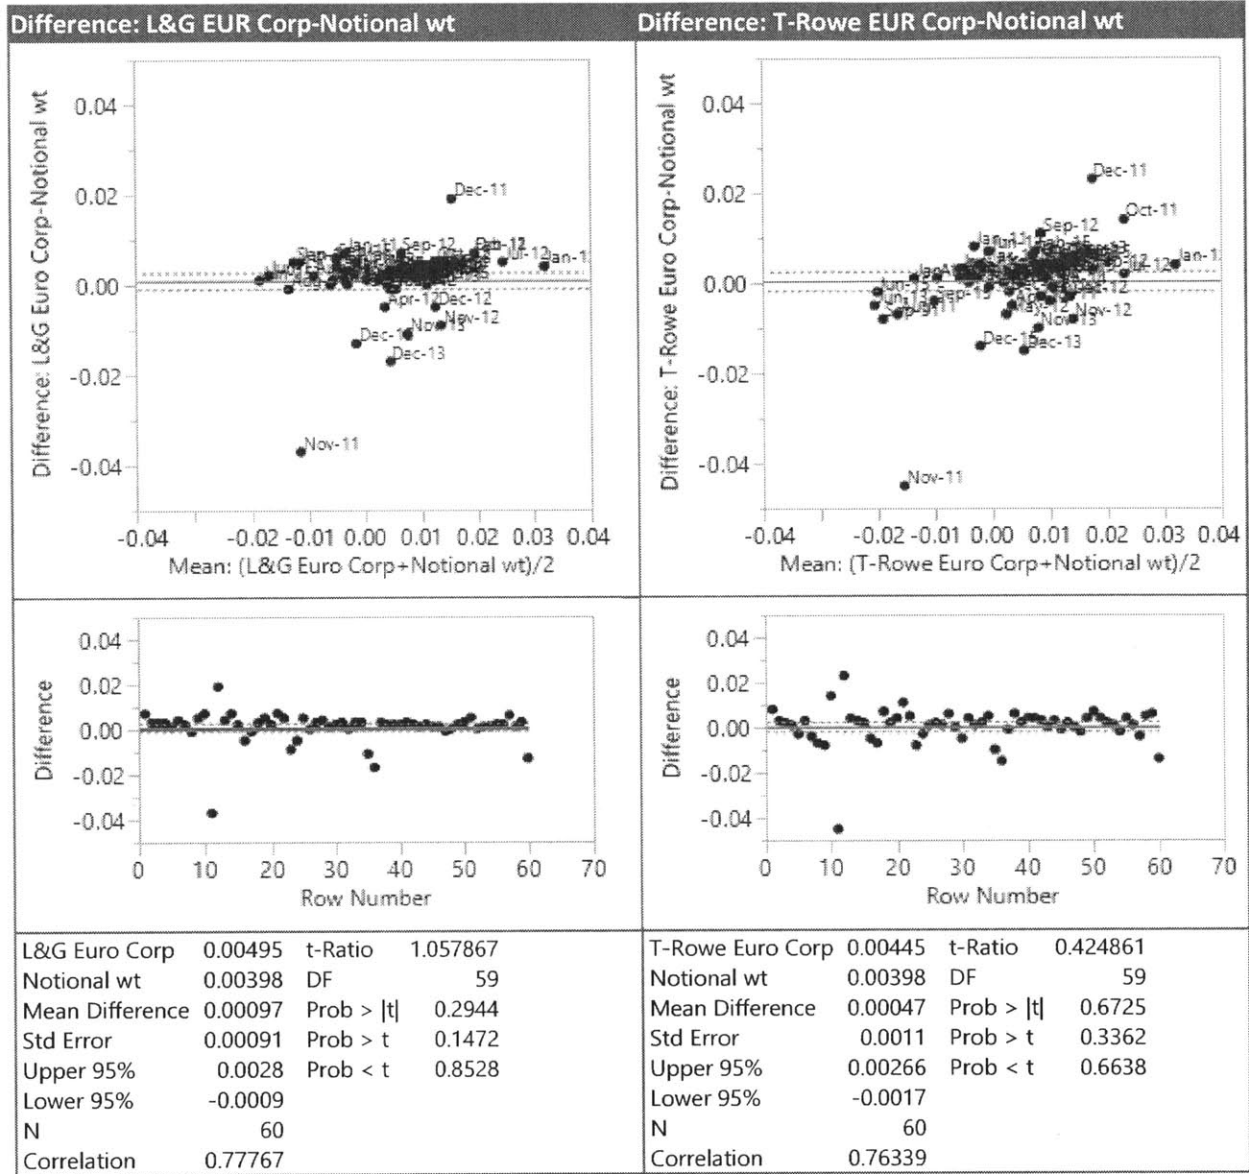 Difference: L&G EUR Corp-Notional wt
Difference: L&G Euro Corp-Notional wt
0.04
0.02
0.00
-0.02
-0.04
Dec-11
Jan-11
Sep-12
Jul-12
Apr-12
Dec-12
Nov-12
Nov-13
Dec-13
Nov-11
-0.04
-0.02
-0.01
0.00
0.01
0.02
0.04
Mean: (L&G Euro Corp+Notional wt)/2
Difference
0.04
0.02
0.00
-0.02
-0.04
0
10
20
30
40
50
60
70
Row Number
L&G Euro Corp 0.00495 t-Ratio 1.057867
Notional wt 0.00398 DF 59
Mean Difference 0.00097 Prob > |t| 0.2944
Std Error 0.00091 Prob > t 0.1472
Upper 95% 0.0028 Prob < t 0.8528
Lower 95% -0.0009
N 60
Correlation 0.77767
Difference: T-Rowe EUR Corp-Notional wt
Difference: T-Rowe Euro Corp-Notional wt
0.04
0.02
0.00
-0.02
-0.04
Dec-11
Oct-11
Sep-12
Jan-11
Nov-12
Nov-13
Dec-15
Dec-13
Nov-11
-0.04
-0.02
-0.01
0.00
0.01
0.02
0.04
Mean: (T-Rowe Euro Corp+Notional wt)/2
Difference
0.04
0.02
0.00
-0.02
-0.04
0
10
20
30
40
50
60
70
Row Number
T-Rowe Euro Corp 0.00445 t-Ratio 0.424861
Notional wt 0.00398 DF 59
Mean Difference 0.00047 Prob > |t| 0.6725
Std Error 0.0011 Prob > t 0.3362
Upper 95% 0.00266 Prob < t 0.6638
Lower 95% -0.0017
N 60
Correlation 0.76339